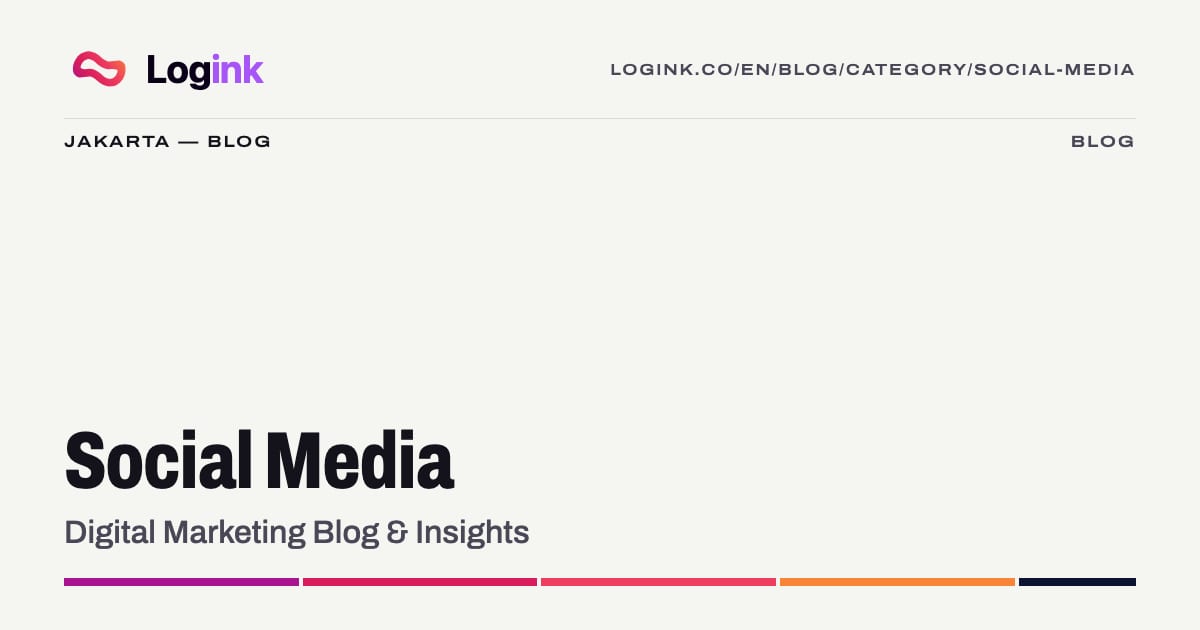 Logink
LOGINK.CO/EN/BLOG/CATEGORY/SOCIAL-MEDIA
JAKARTA — BLOG
BLOG
Social Media
Digital Marketing Blog & Insights